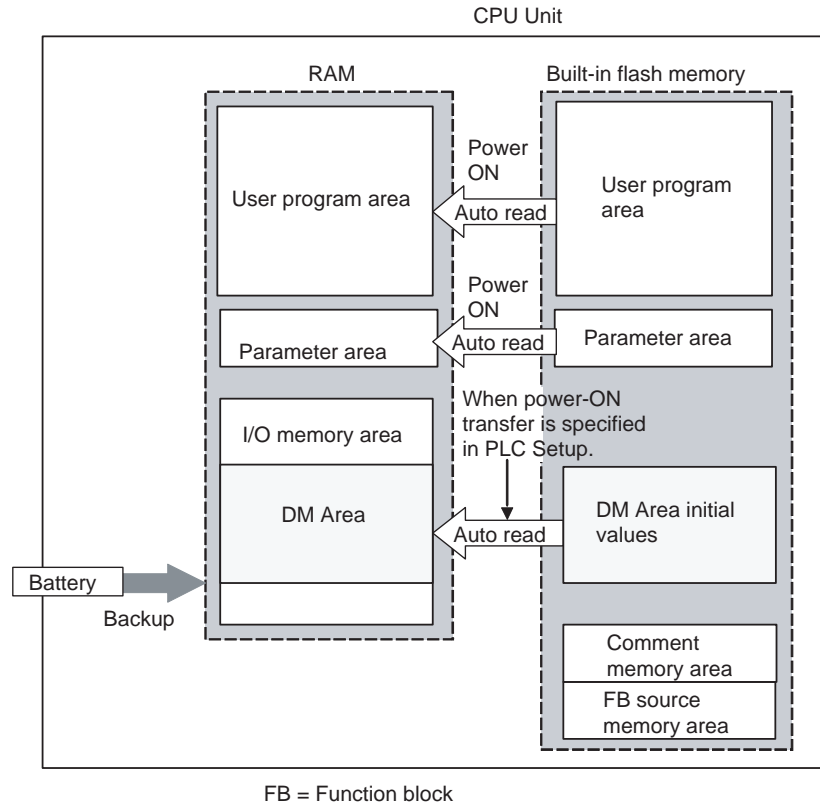 CPU Unit
RAM
Built-in flash memory
User program area
Power
ON
Auto read
User program
area
Power
ON
Auto read
Parameter area
Parameter area
When power-ON
transfer is specified
in PLC Setup.
I/O memory area
DM Area
Auto read
DM Area initial
values
Battery
Backup
Comment
memory area
FB source
memory area
FB = Function block